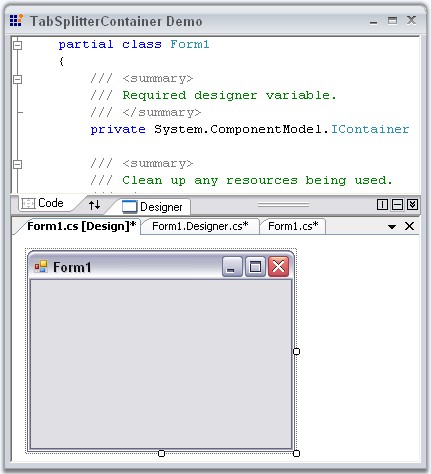 TabSplitterContainer Demo
partial class Form1
{
/// <summary>
/// Required designer variable.
/// </summary>
private System.ComponentModel.IContainer
/// <summary>
/// Clean up any resources being used.
Code Designer
Form1.cs [Design]* Form1.Designer.cs* Form1.cs*
Form1